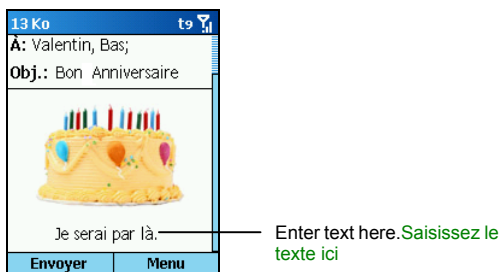 13 Ko t9
À: Valentin, Bas;
Obj.: Bon Anniversaire
Je serai par là.
Enter text here.Saisissez le
texte ici
Envoyer Menu